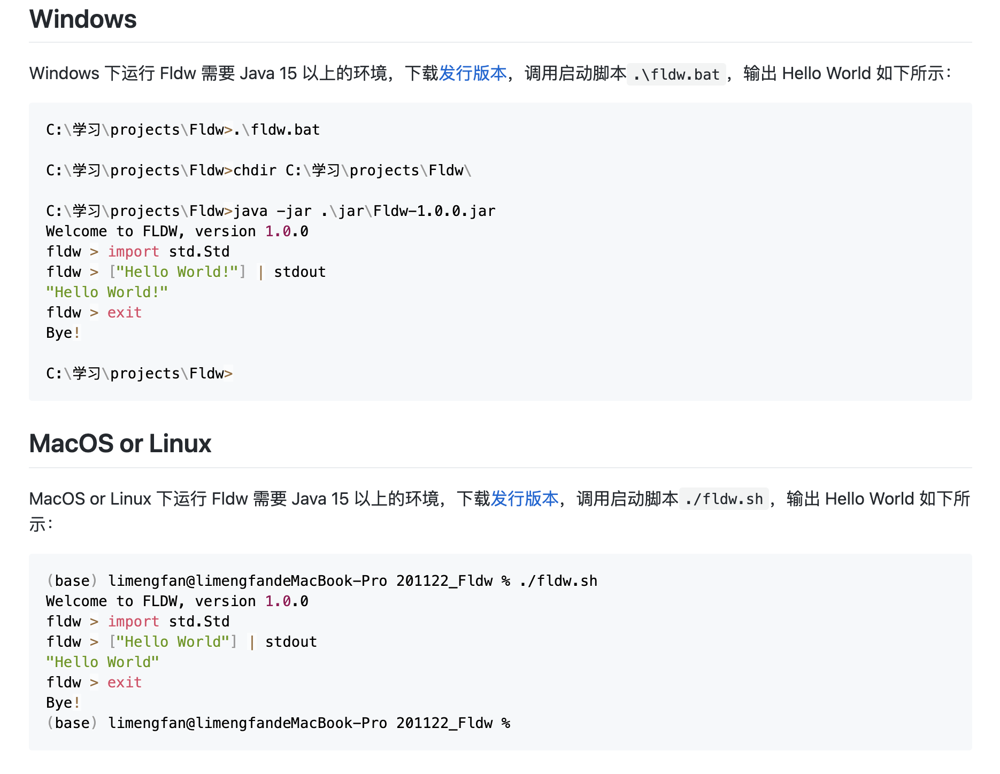 Windows
Windows 下运行 Fldw 需要 Java 15 以上的环境，下载发行版本，调用启动脚本 .\fldw.bat ，输出 Hello World 如下所示：
C:\学习\projects\Fldw>.\fldw.bat
C:\学习\projects\Fldw>chdir C:\学习\projects\Fldw\
C:\学习\projects\Fldw>java -jar .\jar\Fldw-1.0.0.jar
Welcome to FLDW, version 1.0.0
fldw > import std.Std
fldw > ["Hello World!"] | stdout
"Hello World!"
fldw > exit
Bye!
C:\学习\projects\Fldw>
MacOS or Linux
MacOS or Linux 下运行 Fldw 需要 Java 15 以上的环境，下载发行版本，调用启动脚本 ./fldw.sh ，输出 Hello World 如下所
示：
(base) limengfan@limengfandeMacBook-Pro 201122_Fldw % ./fldw.sh
Welcome to FLDW, version 1.0.0
fldw > import std.Std
fldw > ["Hello World"] | stdout
"Hello World"
fldw > exit
Bye!
(base) limengfan@limengfandeMacBook-Pro 201122_Fldw %